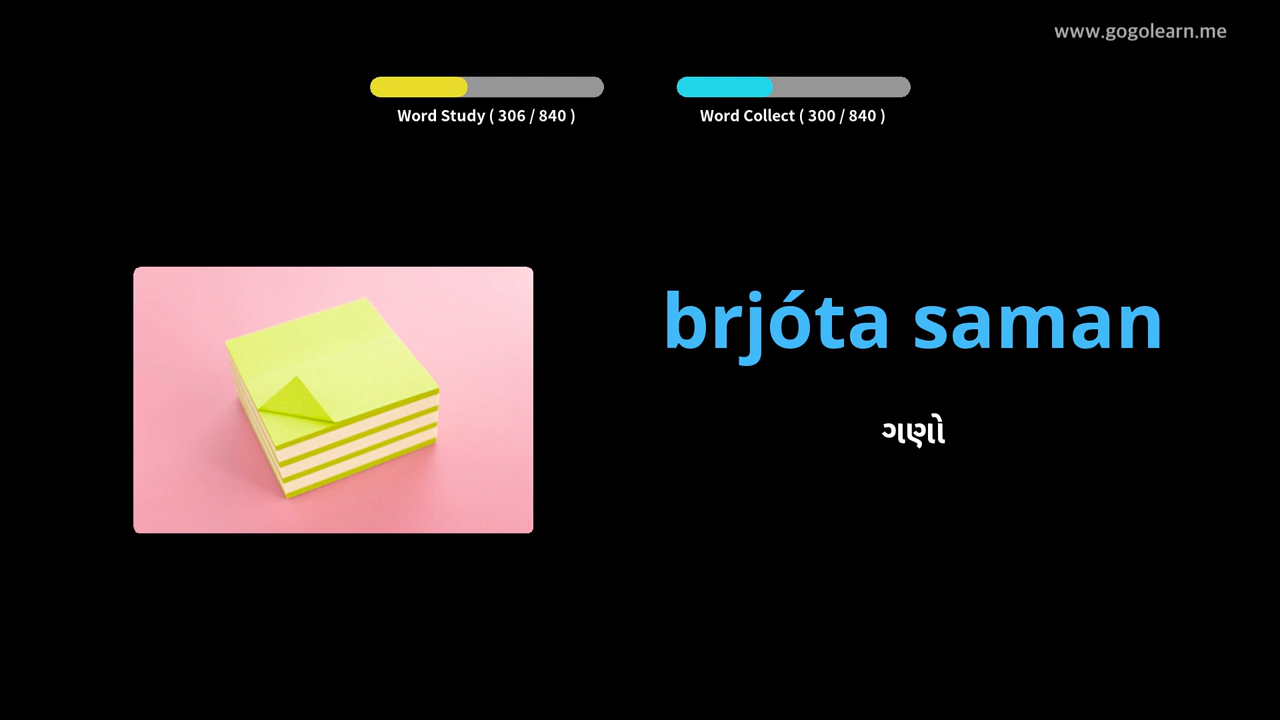 www.gogolearn.me
Word Study ( 306 / 840 )
Word Collect ( 300 / 840 )
brjóta saman
ગણો